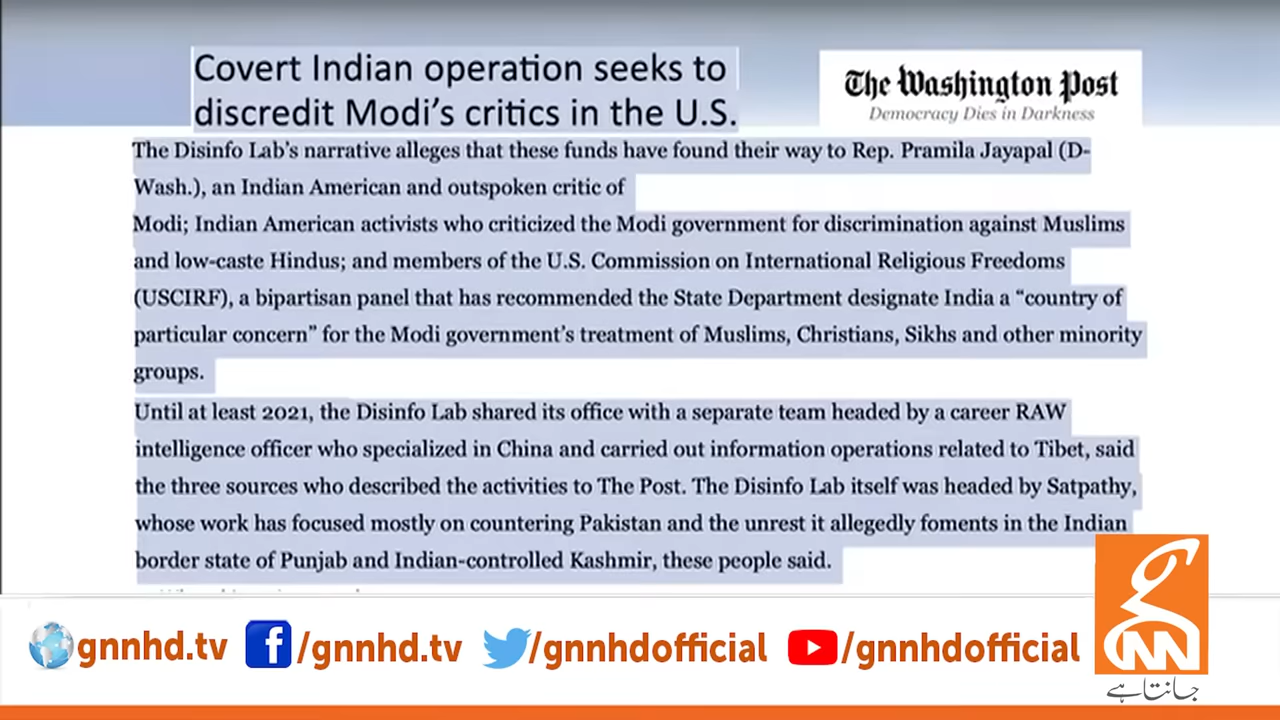 Covert Indian operation seeks to
discredit Modi's critics in the U.S.
The Washington Post
Democracy Dies in Darkness
The Disinfo Lab's narrative alleges that these funds have found their way to Rep. Pramila Jayapal (D-
Wash.), an Indian American and outspoken critic of
Modi; Indian American activists who criticized the Modi government for discrimination against Muslims
and low-caste Hindus; and members of the U.S. Commission on International Religious Freedoms
(USCIRF), a bipartisan panel that has recommended the State Department designate India a “country of
particular concern” for the Modi government's treatment of Muslims, Christians, Sikhs and other minority
groups.
Until at least 2021, the Disinfo Lab shared its office with a separate team headed by a career RAW
intelligence officer who specialized in China and carried out information operations related to Tibet, said
the three sources who described the activities to The Post. The Disinfo Lab itself was headed by Satpathy,
whose work has focused mostly on countering Pakistan and the unrest it allegedly foments in the Indian
border state of Punjab and Indian-controlled Kashmir, these people said.
gnnhd.tv
/gnnhd.tv
/gnnhdofficial
/gnnhdofficial
GNN
جانتا ہے